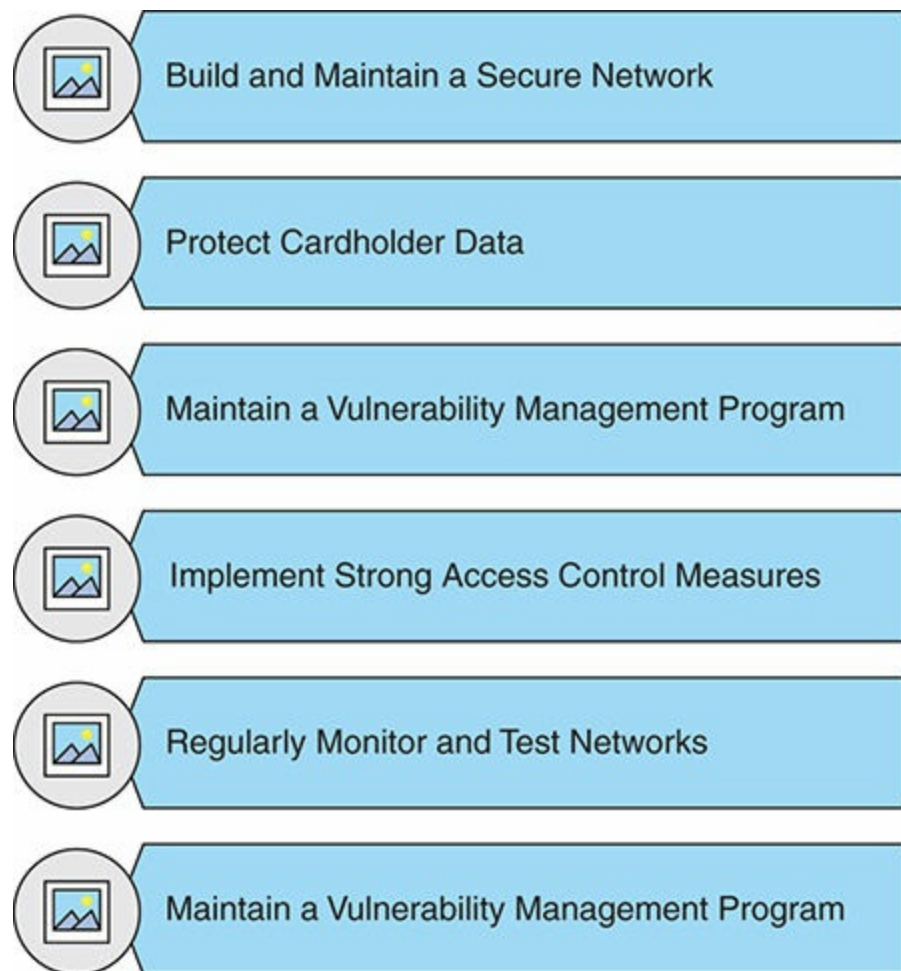 Build and Maintain a Secure Network
Protect Cardholder Data
Maintain a Vulnerability Management Program
Implement Strong Access Control Measures
Regularly Monitor and Test Networks
Maintain a Vulnerability Management Program